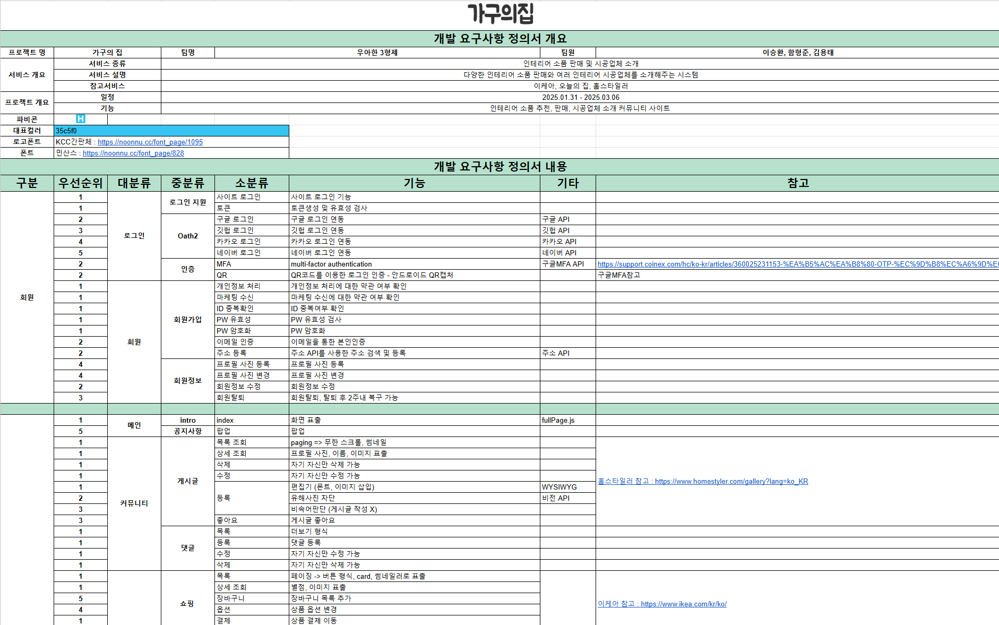 가구의집
개발 요구사항 정의서 개요
프로젝트 명 가구의 집 팀명 우아한 3형제 팀원 이승환, 함형준, 김용태
서비스 개요 서비스 종류 인테리어 소품 판매 및 시공업체 소개
서비스 설명 다양한 인테리어 소품 판매와 여러 인테리어 시공업체를 소개해주는 시스템
참고서비스 이케아, 오늘의 집, 홈스타일러
프로젝트 개요 일정 2025.01.31 - 2025.03.06
기능 인테리어 소품 추천, 판매, 시공업체 소개 커뮤니티 사이트
파비콘 H
대표컬러 35c5f0
로고폰트 KCC간판체 : https://noonnu.cc/font_page/1095
폰트 민산스 : https://noonnu.cc/font_page/828
개발 요구사항 정의서 내용
구분 우선순위 대분류 중분류 소분류 기능 기타 참고
회원 1 로그인 로그인 지원 사이트 로그인 사이트 로그인 기능
1 토큰 토큰생성 및 유효성 검사
2 Oath2 구글 로그인 구글 로그인 연동 구글 API
3 깃헙 로그인 깃헙 로그인 연동 깃헙 API
4 카카오 로그인 카카오 로그인 연동 카카오 API
5 네이버 로그인 네이버 로그인 연동 네이버 API
2 인증 MFA multi-factor authentication 구글MFA API https://support.coinex.com/hc/ko-kr/articles/360025231153-%EA%B5%AC%EA%B8%80-OTP-%EC%9D%B8%EC%A6%9D%EC
2 QR QR코드를 이용한 로그인 인증 - 안드로이드 QR캡처 구글MFA참고
1 회원 회원가입 개인정보 처리 개인정보 처리에 대한 약관 여부 확인
1 마케팅 수신 마케팅 수신에 대한 약관 여부 확인
1 ID 중복확인 ID 중복여부 확인
1 PW 유효성 PW 유효성 검사
1 PW 암호화 PW 암호화
2 이메일 인증 이메일을 통한 본인인증
2 주소 등록 주소 API를 사용한 주소 검색 및 등록 주소 API
4 회원정보 프로필 사진 등록 프로필 사진 등록
4 프로필 사진 변경 프로필 사진 변경
2 회원정보 수정 회원정보 수정
3 회원탈퇴 회원탈퇴, 탈퇴 후 2주내 복구 가능
1 메인 intro index 화면 표출 fullPage.js
5 공지사항 팝업 팝업
1 커뮤니티 게시글 목록 조회 paging => 무한 스크롤, 썸네일 홈스타일러 참고 : https://www.homestyler.com/gallery?lang=ko_KR
1 상세 조회 프로필 사진, 이름, 이미지 표출
1 삭제 자기 자신만 삭제 가능
1 수정 자기 자신만 수정 가능
1 등록 편집기 (폰트, 이미지 삽입) WYSIWYG
2 유해사진 차단 비전 API
3 비속어판단 (게시글 작성 X)
3 좋아요 게시글 좋아요
1 댓글 목록 더보기 형식
1 등록 댓글 등록
1 수정 자기 자신만 수정 가능
1 삭제 자기 자신만 삭제 가능
1 쇼핑 목록 페이징 -> 버튼 형식, card, 썸네일러로 표출 이케아 참고 : https://www.ikea.com/kr/ko/
1 상세 조회 별점, 이미지 표출
5 장바구니 장바구니 목록 추가
4 옵션 상품 옵션 변경
1 결제 상품 결제 이동